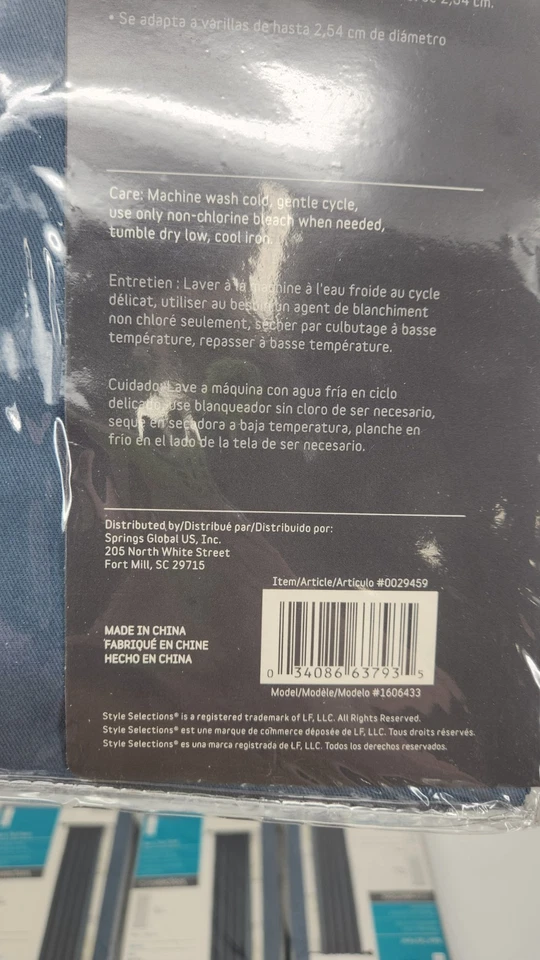 2,54 cm.
• Se adapta a varillas de hasta 2,54 cm de diámetro
Care: Machine wash cold, gentle cycle,
use only non-chlorine bleach when needed,
tumble dry low, cool iron.
Entretien : Laver à la machine à l'eau froide au cycle
délicat, utiliser au besoin un agent de blanchiment
non chloré seulement, sécher par culbutage à basse
température, repasser à basse température.
Cuidado: Lave a máquina con agua fría en ciclo
delicado, use blanqueador sin cloro de ser necesario,
seque en secadora a baja temperatura, planche en
frío en el lado de la tela de ser necesario.
Distributed by/Distribué par/Distribuido por:
Springs Global US, Inc.
205 North White Street
Fort Mill, SC 29715
Item/Article/Artículo #0029459
MADE IN CHINA
FABRIQUÉ EN CHINE
HECHO EN CHINA
0 34086 63793 5
Model/Modèle/Modelo #1606433
Style Selections® is a registered trademark of LF, LLC. All Rights Reserved.
Style Selections® est une marque de commerce déposée de LF, LLC. Tous droits réservés.
Style Selections® es una marca registrada de LF, LLC. Todos los derechos reservados.